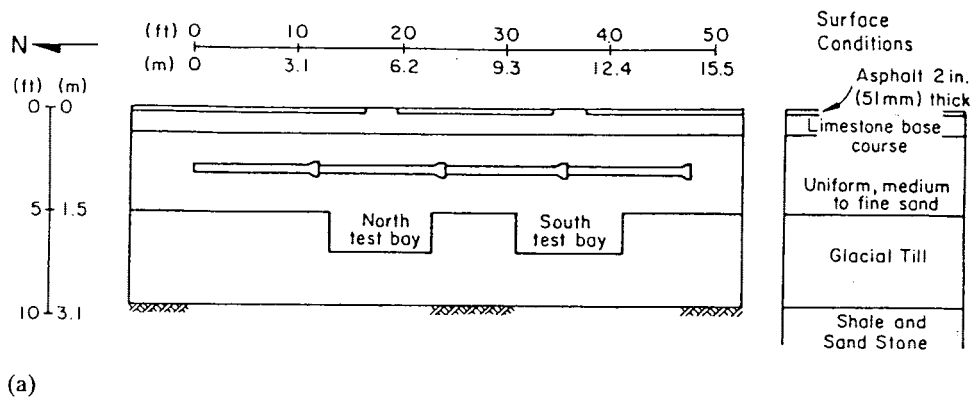 N
(ft) 0 10 20 30 40 50
(m) 0 3.1 6.2 9.3 12.4 15.5
(ft) (m)
0 0
5 1.5
10 3.1
North
test bay
South
test bay
Surface
Conditions
Asphalt 2 in.
(51mm) thick
Limestone base
course
Uniform, medium
to fine sand
Glacial Till
Shale and
Sand Stone
(a)